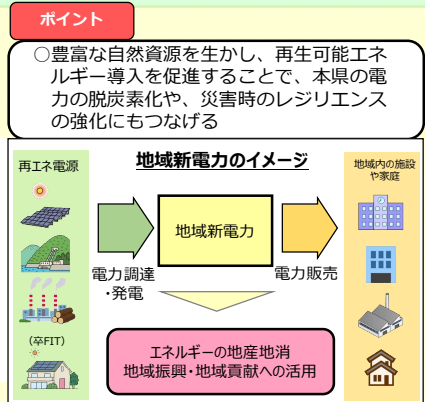 ポイント
○豊富な自然資源を生かし、再生可能エネ
ルギー導入を促進することで、本県の電
力の脱炭素化や、災害時のレジリエンス
の強化にもつなげる
地域新電力のイメージ
再エネ電源
(卒FIT)
電力調達
・発電
地域新電力
電力販売
地域内の施設
や家庭
エネルギーの地産地消
地域振興・地域貢献への活用